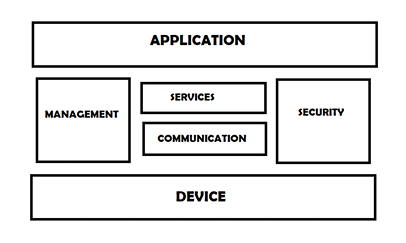 APPLICATION
MANAGEMENT
SERVICES
COMMUNICATION
SECURITY
DEVICE